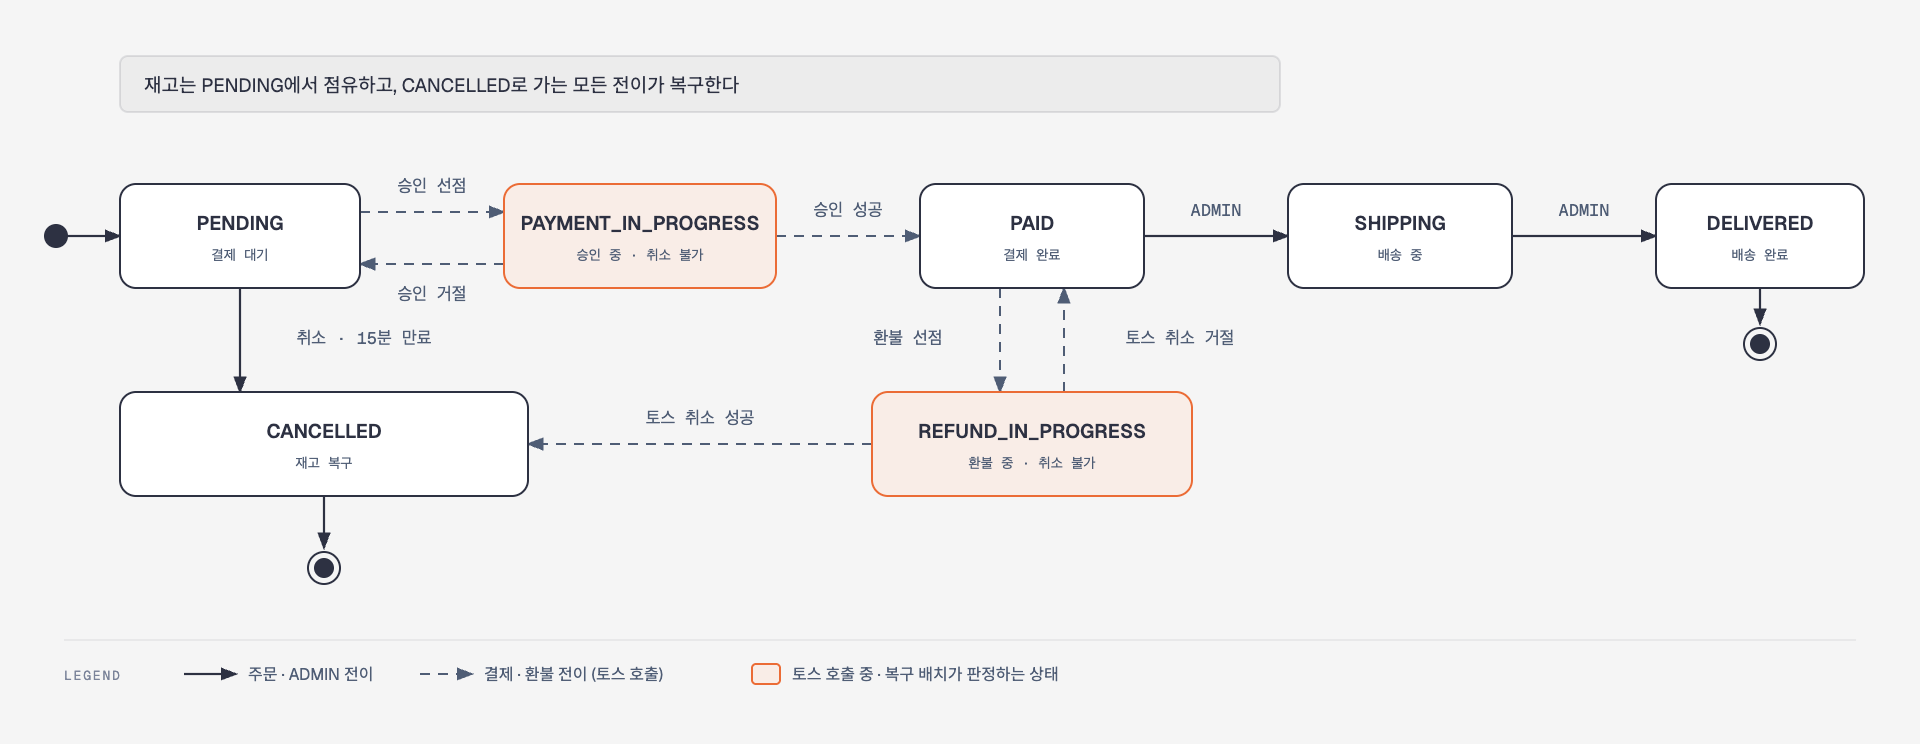 재고는 PENDING에서 점유하고, CANCELLED로 가는 모든 전이가 복구한다
승인 선점
PENDING
결제 대기
PAYMENT_IN_PROGRESS
승인 중 · 취소 불가
승인 성공
PAID
결제 완료
ADMIN
SHIPPING
배송 중
ADMIN
DELIVERED
배송 완료
승인 거절
취소 · 15분 만료
환불 선점
토스 취소 거절
CANCELLED
재고 복구
토스 취소 성공
REFUND_IN_PROGRESS
환불 중 · 취소 불가
LEGEND
주문 · ADMIN 전이
결제 · 환불 전이 (토스 호출)
토스 호출 중 · 복구 배치가 판정하는 상태